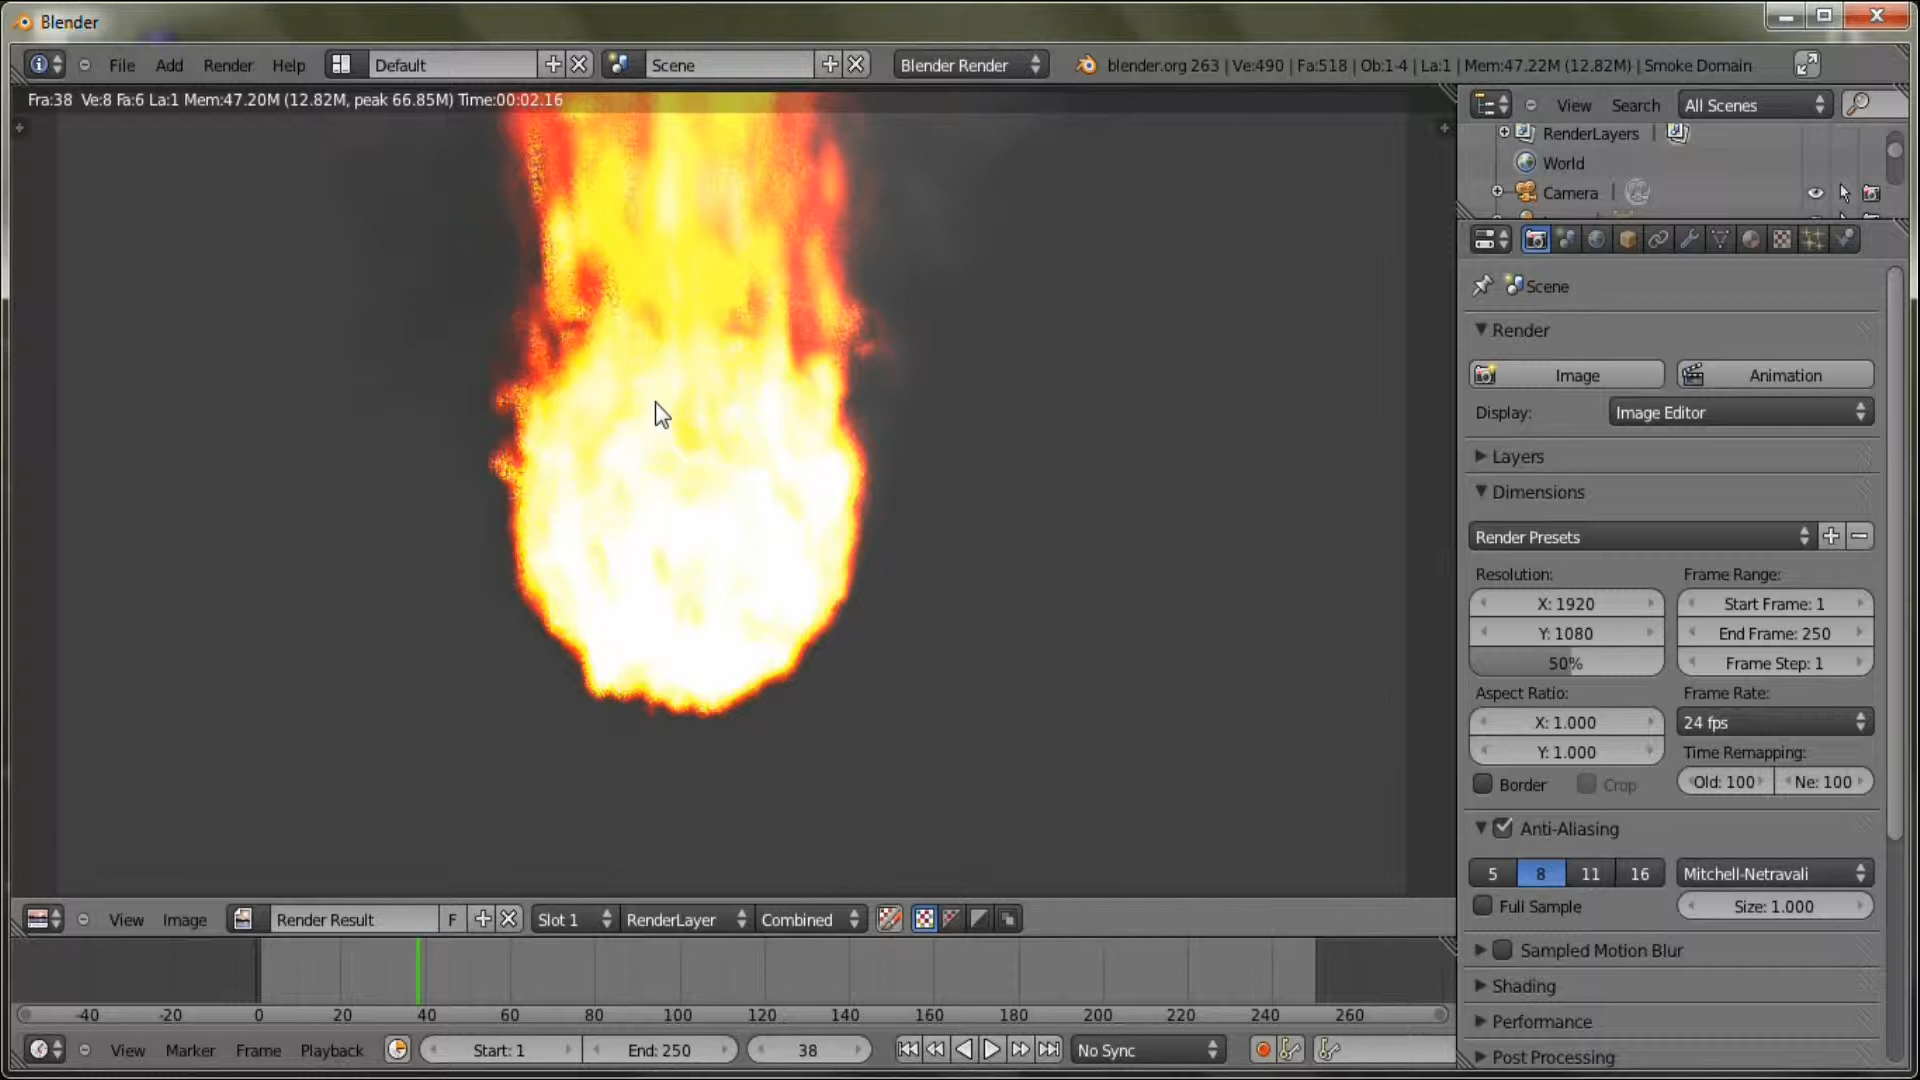 Blender
File Add Render Help Default Scene Blender Render blender.org 263 | Ve:490 | Fa:518 | Ob:1-4 | La:1 | Mem:47.22M (12.82M) | Smoke Domain
Fra:38 Ve:8 Fa:6 La:1 Mem:47.20M (12.82M, peak 66.85M) Time:00:02.16
View Search All Scenes
RenderLayers |
World
Camera |
Scene
Render
Image Animation
Display: Image Editor
Layers
Dimensions
Render Presets
Resolution: Frame Range:
X: 1920 Start Frame: 1
Y: 1080 End Frame: 250
50% Frame Step: 1
Aspect Ratio: Frame Rate:
X: 1.000 24 fps
Y: 1.000 Time Remapping:
Border Crop Old: 100 Ne: 100
Anti-Aliasing
5 8 11 16 Mitchell-Netravali
Full Sample Size: 1.000
Sampled Motion Blur
Shading
Performance
Post Processing
View Image Render Result F Slot 1 RenderLayer Combined
-40 -20 0 20 40 60 80 100 120 140 160 180 200 220 240 260
View Marker Frame Playback Start: 1 End: 250 38 No Sync